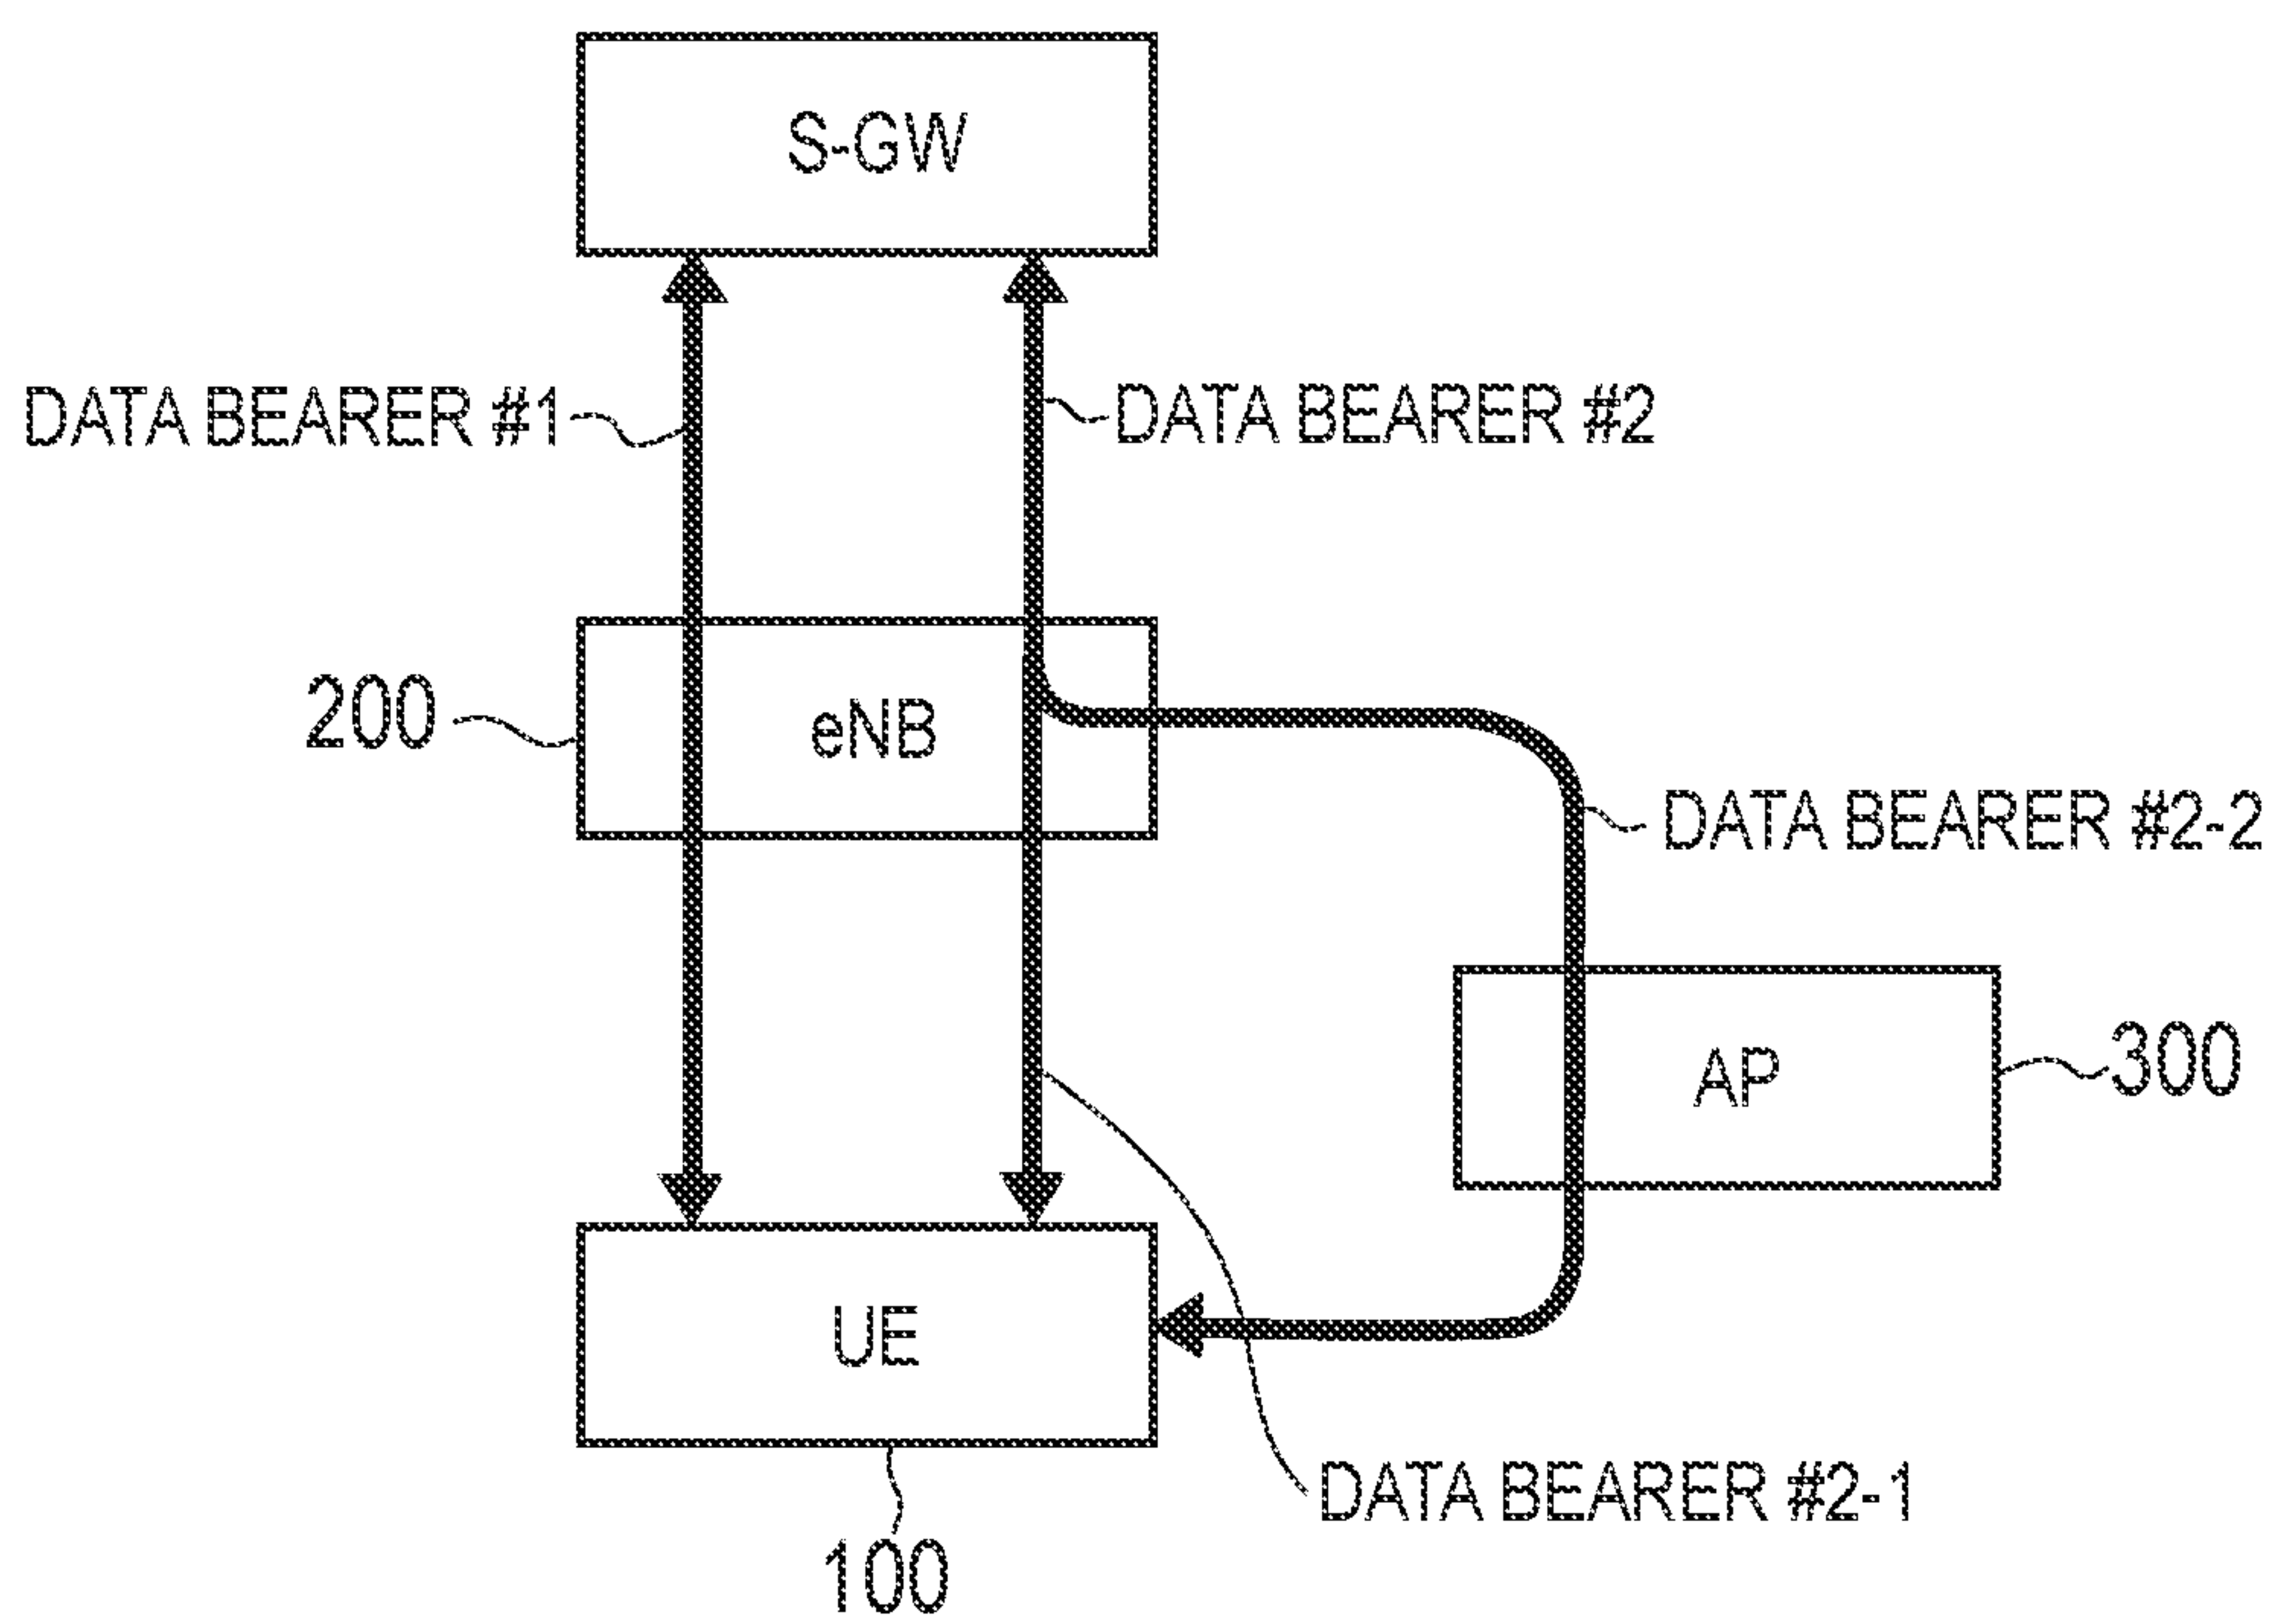 S-GW
DATA BEARER #1
DATA BEARER #2
200
eNB
DATA BEARER #2-2
AP
300
UE
DATA BEARER #2-1
100